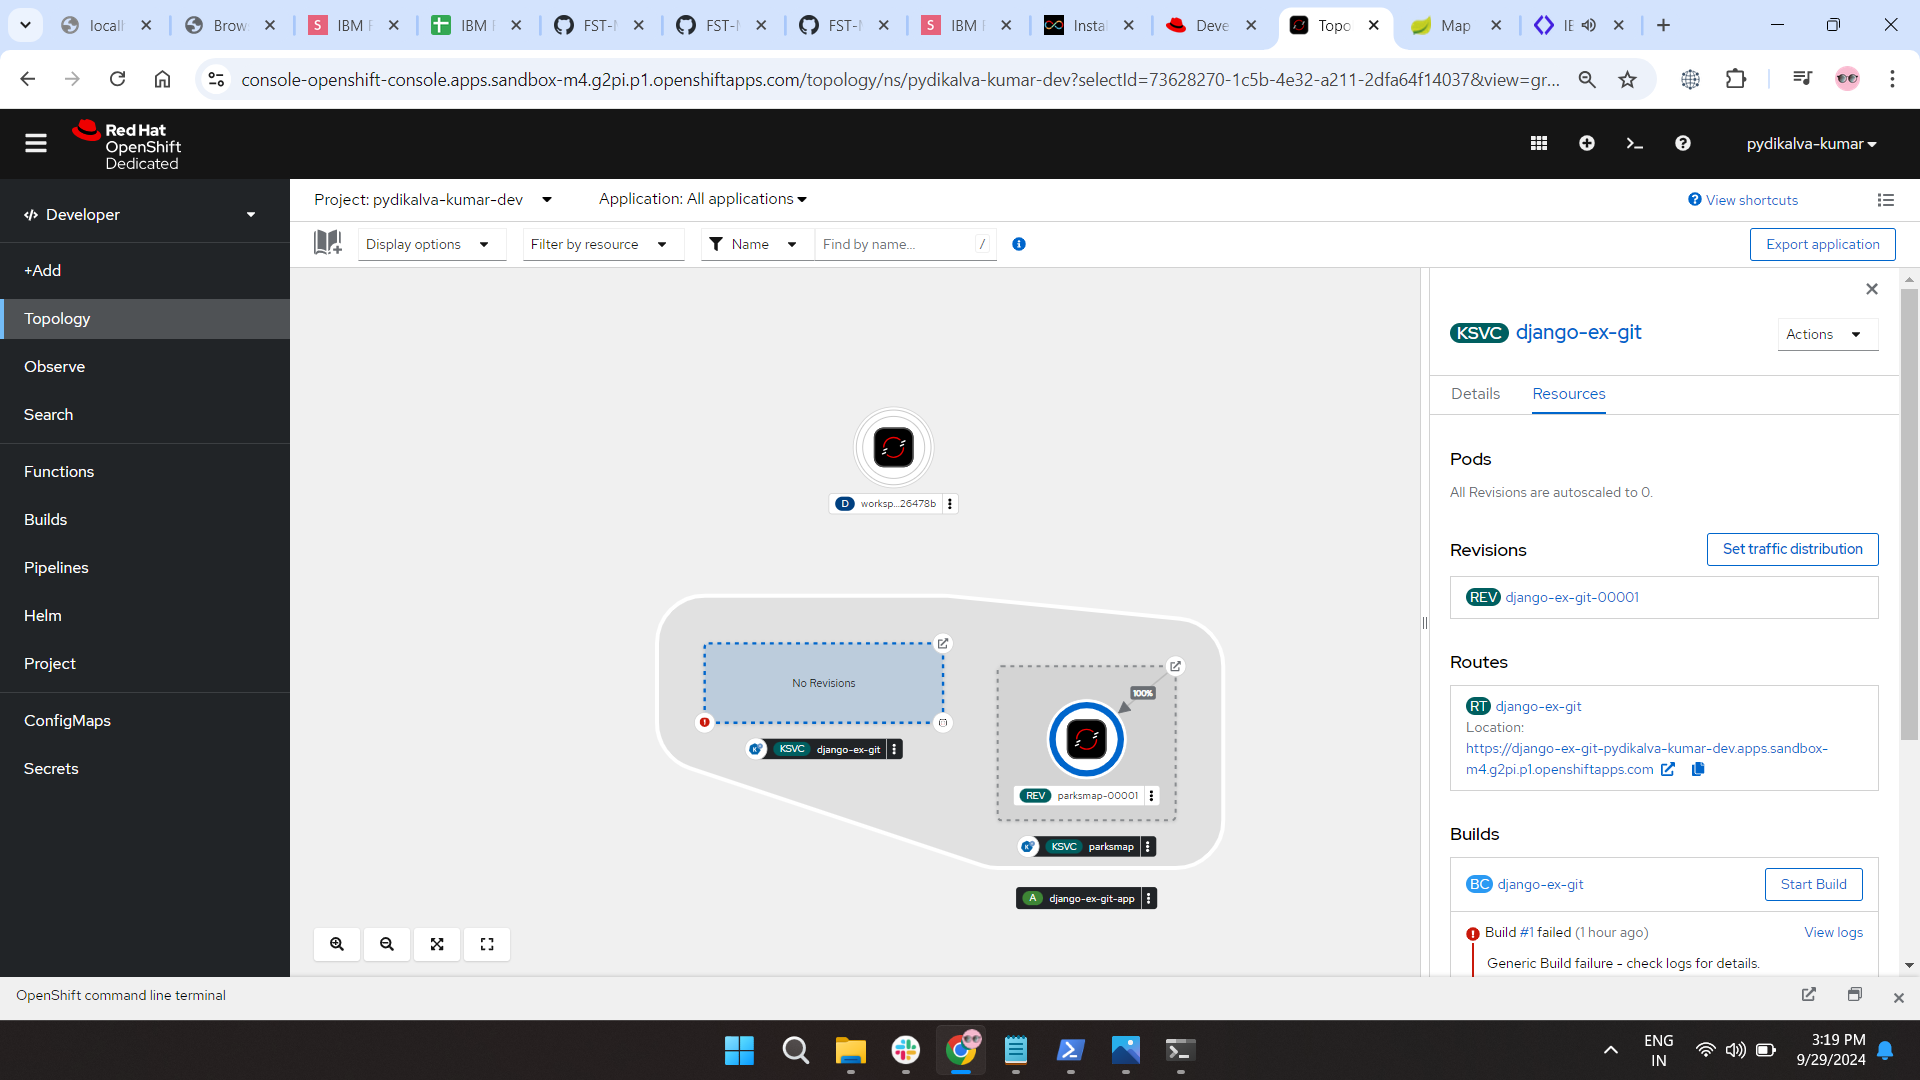 locall
Brow
IBM F
IBM F
FST-M
FST-M
FST-M
IBM F
Instal
Deve
Topo
Map
IE
console-openshift-console.apps.sandbox-m4.g2pi.p1.openshiftapps.com/topology/ns/pydikalva-kumar-dev?selectId=73628270-1c5b-4e32-a211-2dfa64f14037&view=gr...
Red Hat
OpenShift
Dedicated
pydikalva-kumar
Developer
+Add
Topology
Observe
Search
Functions
Builds
Pipelines
Helm
Project
ConfigMaps
Secrets
Project: pydikalva-kumar-dev
Application: All applications
View shortcuts
Display options
Filter by resource
Name
Find by name...
/
Export application
D worksp...26478b
No Revisions
KSVC django-ex-git
100%
REV parksmap-00001
KSVC parksmap
A django-ex-git-app
KSVC django-ex-git
Actions
Details
Resources
Pods
All Revisions are autoscaled to 0.
Revisions
Set traffic distribution
REV django-ex-git-00001
Routes
RT django-ex-git
Location:
https://django-ex-git-pydikalva-kumar-dev.apps.sandbox-
m4.g2pi.p1.openshiftapps.com
Builds
BC django-ex-git
Start Build
Build #1 failed (1 hour ago)
View logs
Generic Build failure - check logs for details.
OpenShift command line terminal
ENG
IN
3:19 PM
9/29/2024